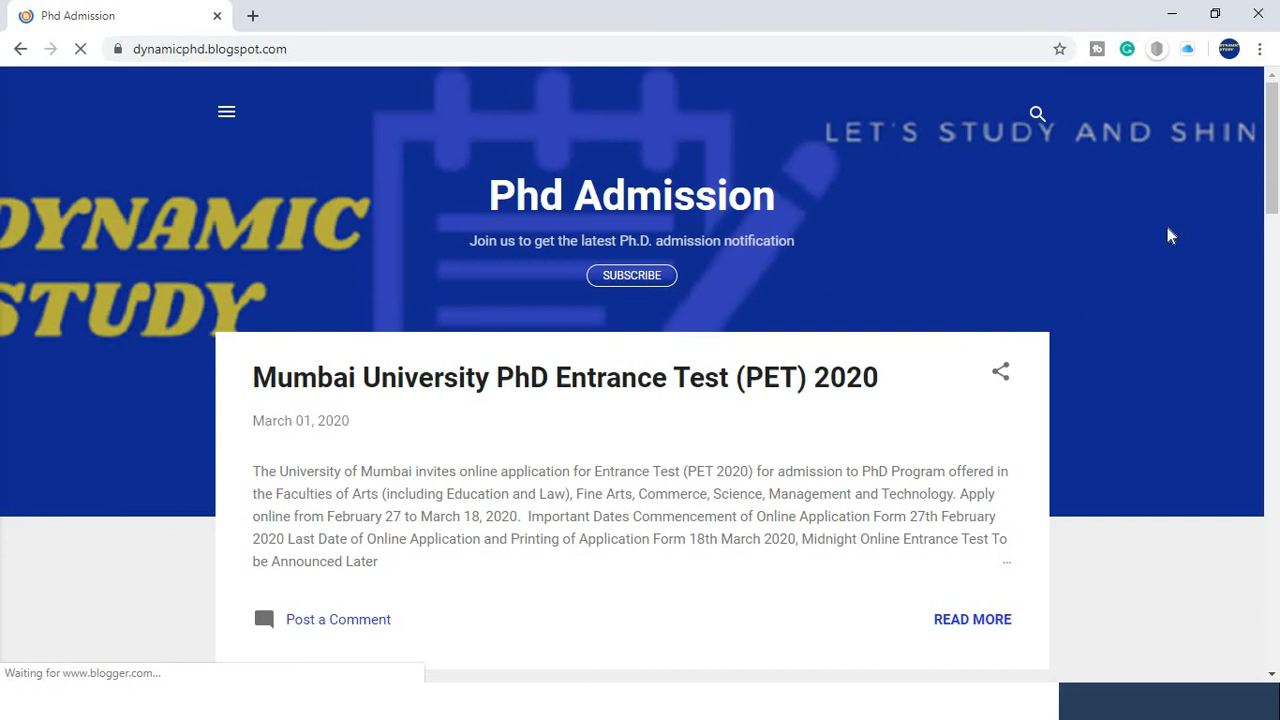 Phd Admission
dynamicphd.blogspot.com
LET'S STUDY AND SHIN
DYNAMIC
STUDY
Phd Admission
Join us to get the latest Ph.D. admission notification
SUBSCRIBE
Mumbai University PhD Entrance Test (PET) 2020
March 01, 2020
The University of Mumbai invites online application for Entrance Test (PET 2020) for admission to PhD Program offered in
the Faculties of Arts (including Education and Law), Fine Arts, Commerce, Science, Management and Technology. Apply
online from February 27 to March 18, 2020.  Important Dates Commencement of Online Application Form 27th February
2020 Last Date of Online Application and Printing of Application Form 18th March 2020, Midnight Online Entrance Test To
be Announced Later ...
Post a Comment
READ MORE
Waiting for www.blogger.com...